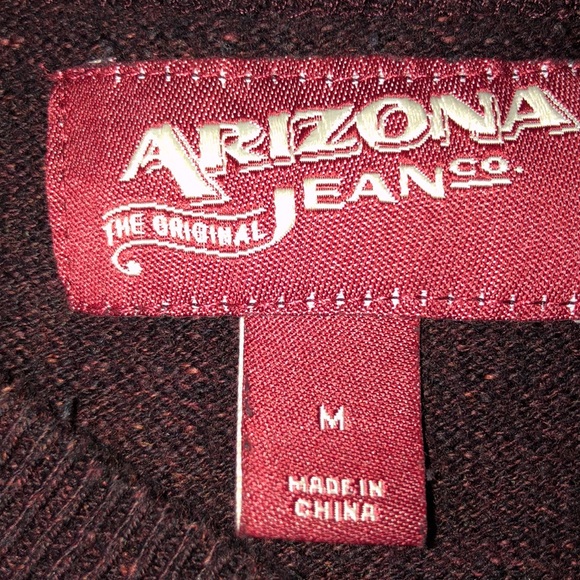 ARIZONA
JEAN CO.
THE ORIGINAL
M
MADE IN
CHINA